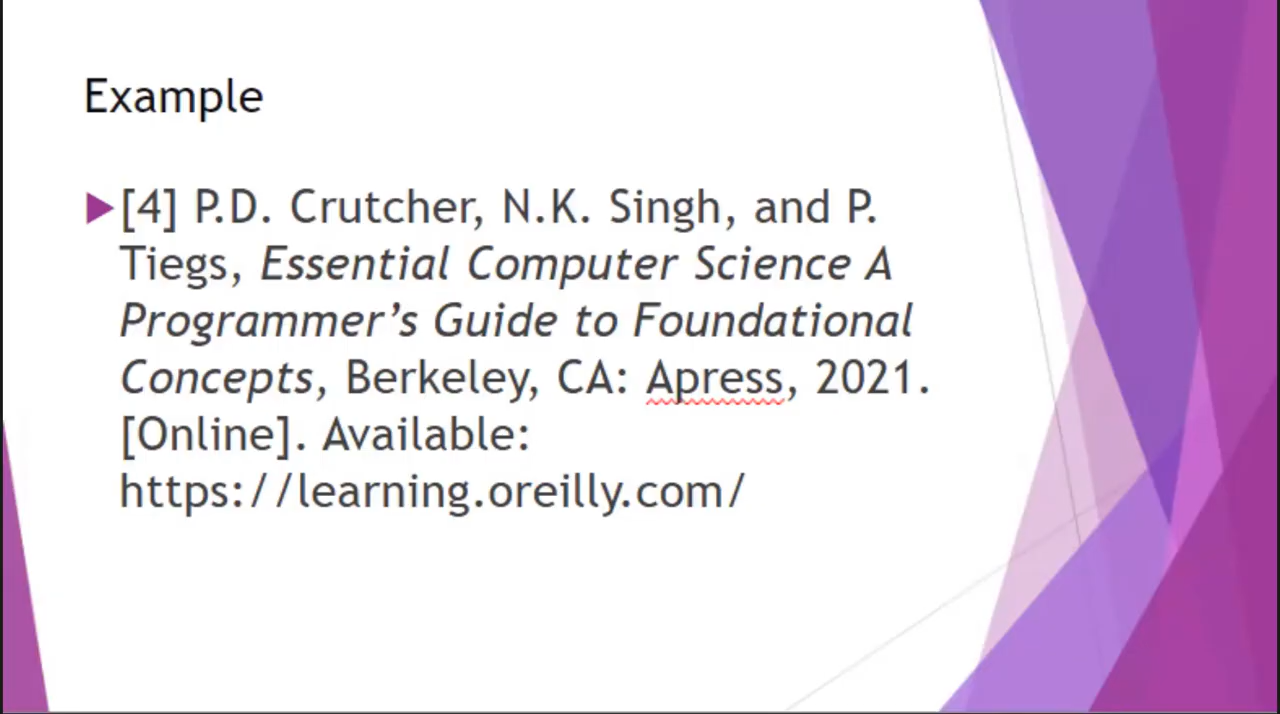 Example
[4] P.D. Crutcher, N.K. Singh, and P.
Tiegs, Essential Computer Science A
Programmer’s Guide to Foundational
Concepts, Berkeley, CA: Apress, 2021.
[Online]. Available:
https://learning.oreilly.com/